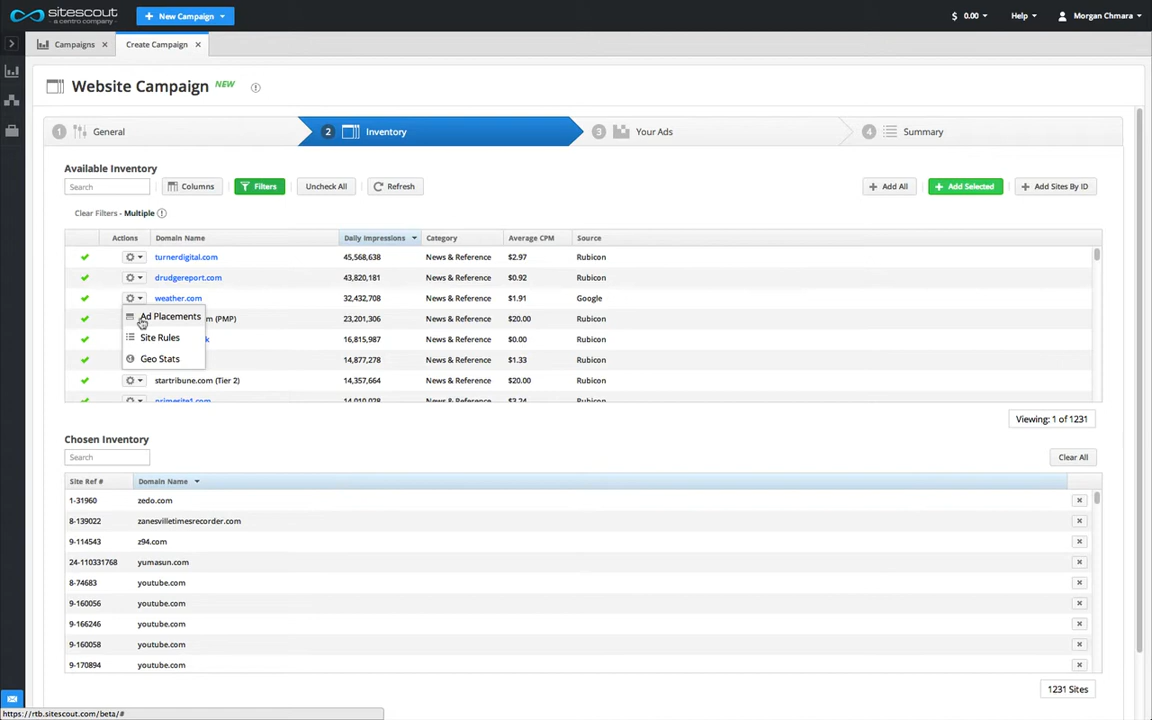 sitescout
a centro company
+ New Campaign
$ 0.00
Help
Morgan Chmara
Campaigns ×
Create Campaign ×
Website Campaign NEW
1 General
2 Inventory
3 Your Ads
4 Summary
Available Inventory
Search
Columns
Filters
Uncheck All
Refresh
+ Add All
+ Add Selected
+ Add Sites By ID
Clear Filters - Multiple
Actions Domain Name Daily Impressions Category Average CPM Source
turnerdigital.com 45,568,638 News & Reference $2.97 Rubicon
drudgereport.com 43,820,181 News & Reference $0.92 Rubicon
weather.com 32,432,708 News & Reference $1.91 Google
m (PMP) 23,201,306 News & Reference $20.00 Rubicon
k 16,815,987 News & Reference $0.39 Rubicon
14,877,278 News & Reference $1.33 Rubicon
startribune.com (Tier 2) 14,357,664 News & Reference $20.00 Rubicon
primesite1.com 14,010,028 News & Reference $3.24 Rubicon
Ad Placements
Site Rules
Geo Stats
Viewing: 1 of 1231
Chosen Inventory
Search
Clear All
Site Ref # Domain Name
1-31960 zedo.com
8-139022 zanesvilletimesrecorder.com
9-114543 z94.com
24-110331768 yumasun.com
8-74683 youtube.com
9-160056 youtube.com
9-166246 youtube.com
9-160058 youtube.com
9-170894 youtube.com
1231 Sites
https://rtb.sitescout.com/beta/#